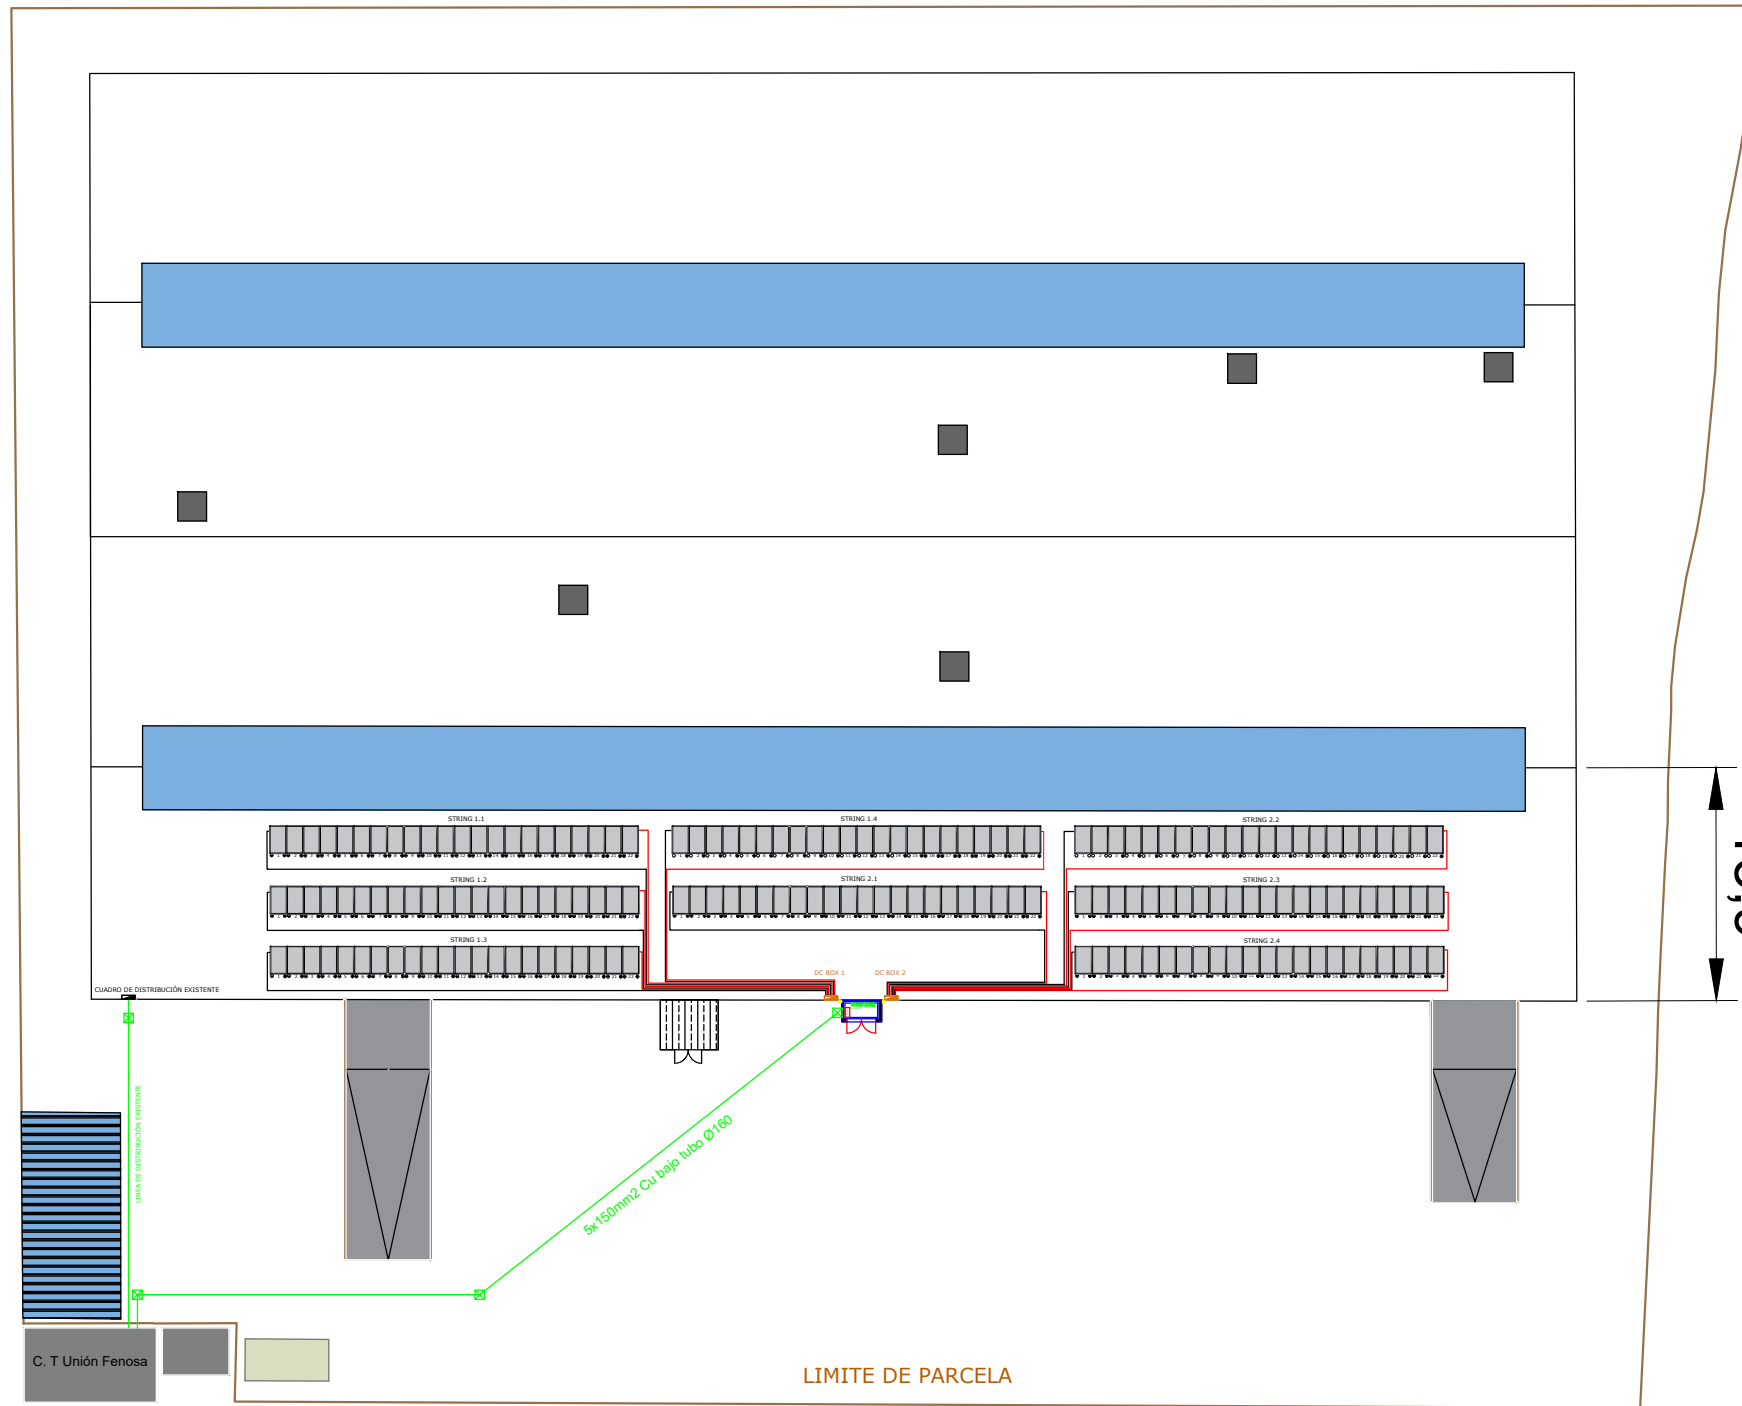 STRING 1.1
STRING 1.4
STRING 2.2
STRING 1.2
STRING 2.1
STRING 2.3
STRING 1.3
STRING 2.4
DC BOX 1
DC BOX 2
CUADRO DE DISTRIBUCIÓN EXISTENTE
LINEA DE DISTRIBUCIÓN EXISTENTE
5x150mm2 Cu bajo tubo Ø160
C. T Unión Fenosa
LIMITE DE PARCELA